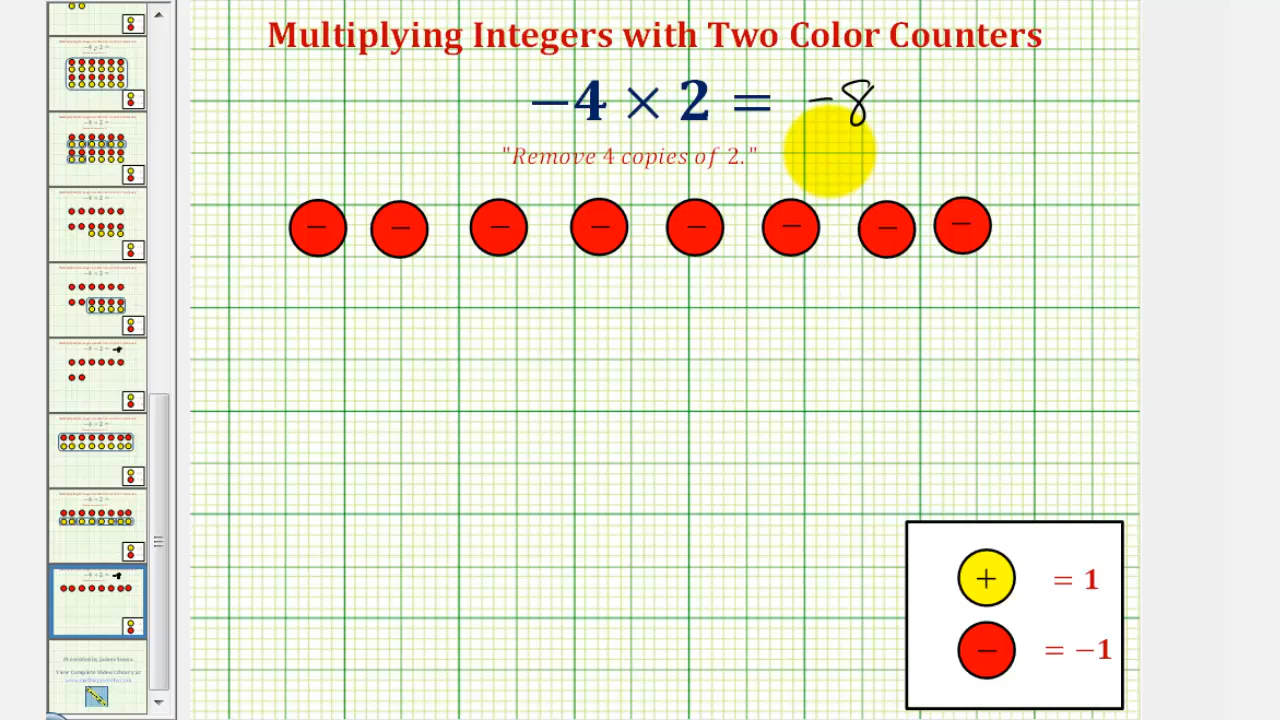 Multiplying Integers with Two Color Counters
−4 × 2 = -8
"Remove 4 copies of 2."
− − − − − − − −
+ = 1
− = −1